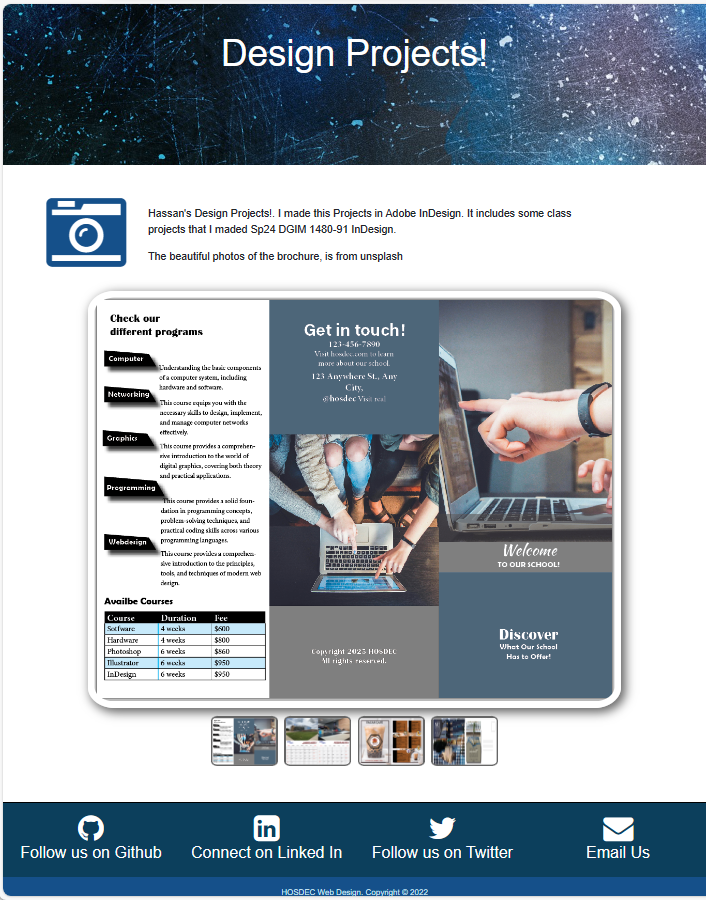 Design Projects!
Hassan's Design Projects!. I made this Projects in Adobe InDesign. It includes some class
projects that I maded Sp24 DGIM 1480-91 InDesign.
The beautiful photos of the brochure, is from unsplash
Check our
different programs
Computer
Understanding the basic components
of a computer system, including
hardware and software.
Networking
This course equips you with the
necessary skills to design, implement,
and manage computer networks
effectively.
Graphics
This course provides a comprehen-
sive introduction to the world of
digital graphics, covering both theory
and practical applications.
Programming
This course provides a solid foun-
dation in programming concepts,
problem-solving techniques, and
practical coding skills across various
programming languages.
Webdesign
This course provides a comprehen-
sive introduction to the principles,
tools, and techniques of modern web
design.
Availbe Courses
Course Duration Fee
Sotfware 4 weeks $600
Hardware 4 weeks $800
Photoshop 6 weeks $860
Illustrator 6 weeks $950
InDesign 6 weeks $950
Get in touch!
123-456-7890
Visit hosdec.com to learn
more about our school.
123 Anywhere St., Any
City,
@hosdec Visit real
Copyright 2023 HOSDEC
All rights reserved.
Welcome
TO OUR SCHOOL!
Discover
What Our School
Has to Offer!
Follow us on Github
Connect on Linked In
Follow us on Twitter
Email Us
HOSDEC Web Design. Copyright © 2022